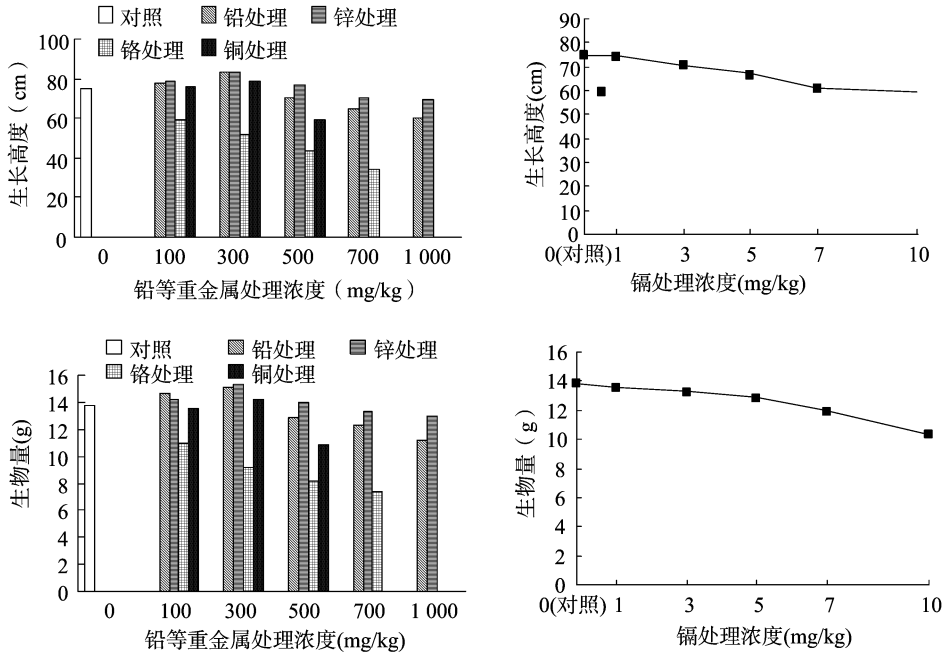 对照 铅处理 锌处理
铬处理 铜处理
生长高度（cm）
100
80
60
40
20
0
0 100 300 500 700 1 000
铅等重金属处理浓度（mg/kg）
生长高度(cm)
90
80
70
60
50
40
30
20
10
0
0(对照) 1 3 5 7 10
镉处理浓度(mg/kg)
对照 铅处理 锌处理
铬处理 铜处理
生物量(g)
16
14
12
10
8
6
4
2
0
0 100 300 500 700 1 000
铅等重金属处理浓度(mg/kg)
生物量（g）
16
14
12
10
8
6
4
2
0
0(对照) 1 3 5 7 10
镉处理浓度(mg/kg)